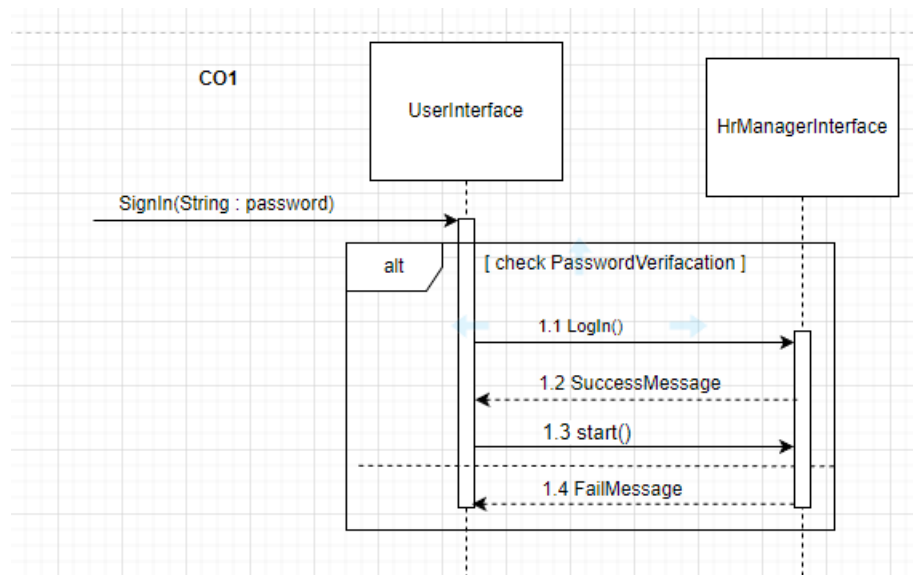 CO1
UserInterface
HrManagerInterface
SignIn(String : password)
alt
[ check PasswordVerifacation ]
1.1 LogIn()
1.2 SuccessMessage
1.3 start()
1.4 FailMessage